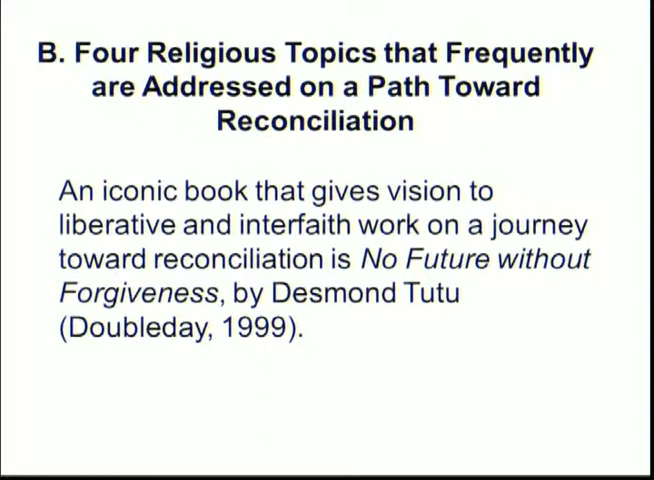 B. Four Religious Topics that Frequently
are Addressed on a Path Toward
Reconciliation
An iconic book that gives vision to
liberative and interfaith work on a journey
toward reconciliation is No Future without
Forgiveness, by Desmond Tutu
(Doubleday, 1999).